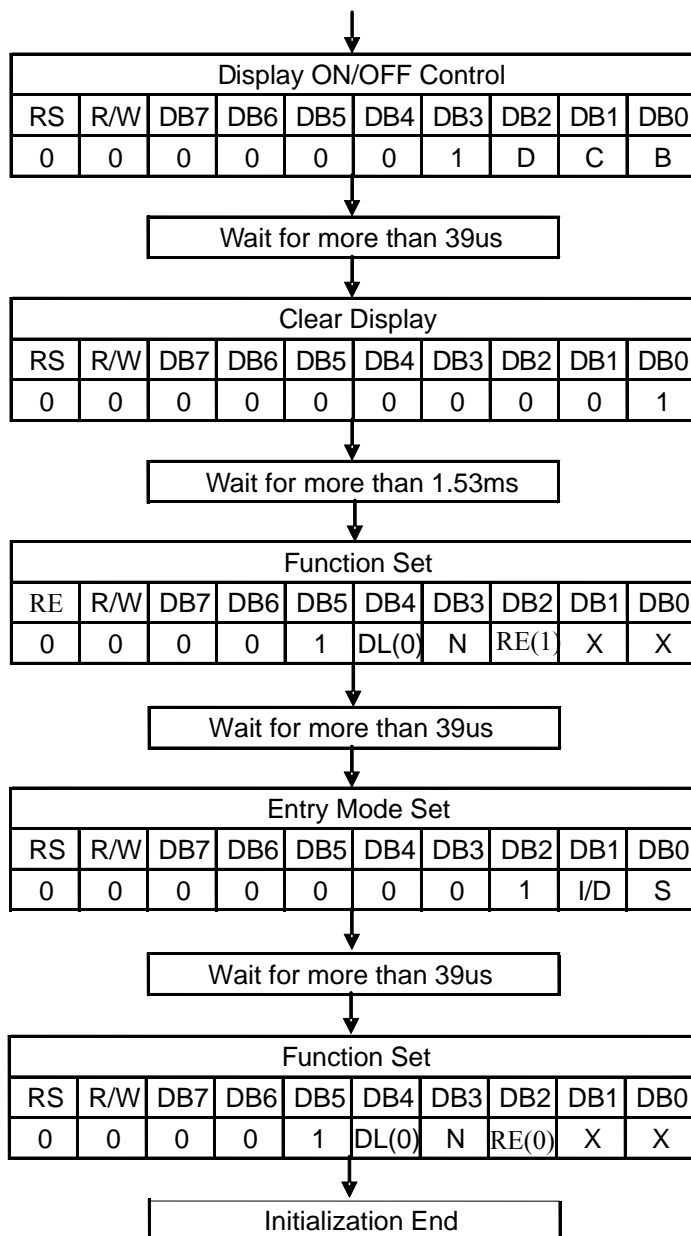 Display ON/OFF Control
RS R/W DB7 DB6 DB5 DB4 DB3 DB2 DB1 DB0
0 0 0 0 0 0 1 D C B
Wait for more than 39us
Clear Display
RS R/W DB7 DB6 DB5 DB4 DB3 DB2 DB1 DB0
0 0 0 0 0 0 0 0 0 1
Wait for more than 1.53ms
Function Set
RE R/W DB7 DB6 DB5 DB4 DB3 DB2 DB1 DB0
0 0 0 0 1 DL(0) N RE(1) X X
Wait for more than 39us
Entry Mode Set
RS R/W DB7 DB6 DB5 DB4 DB3 DB2 DB1 DB0
0 0 0 0 0 0 0 1 I/D S
Wait for more than 39us
Function Set
RS R/W DB7 DB6 DB5 DB4 DB3 DB2 DB1 DB0
0 0 0 0 1 DL(0) N RE(0) X X
Initialization End